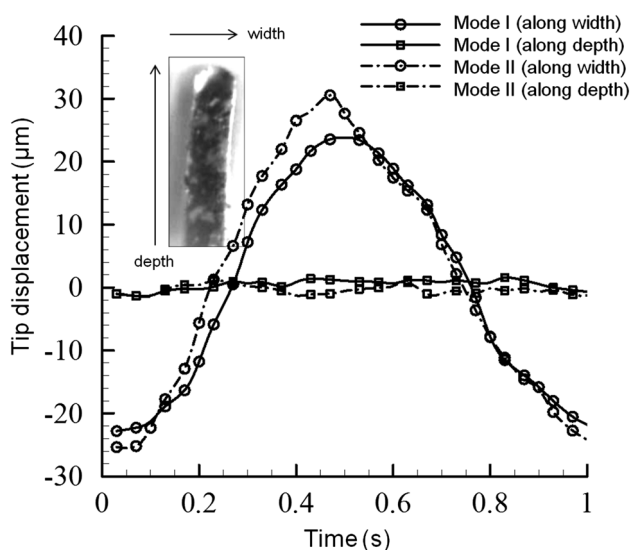 Mode I (along width)
Mode I (along depth)
Mode II (along width)
Mode II (along depth)
width
depth
Tip displacement (μm)
40
30
20
10
0
-10
-20
-30
0
0.2
0.4
0.6
0.8
1
Time (s)